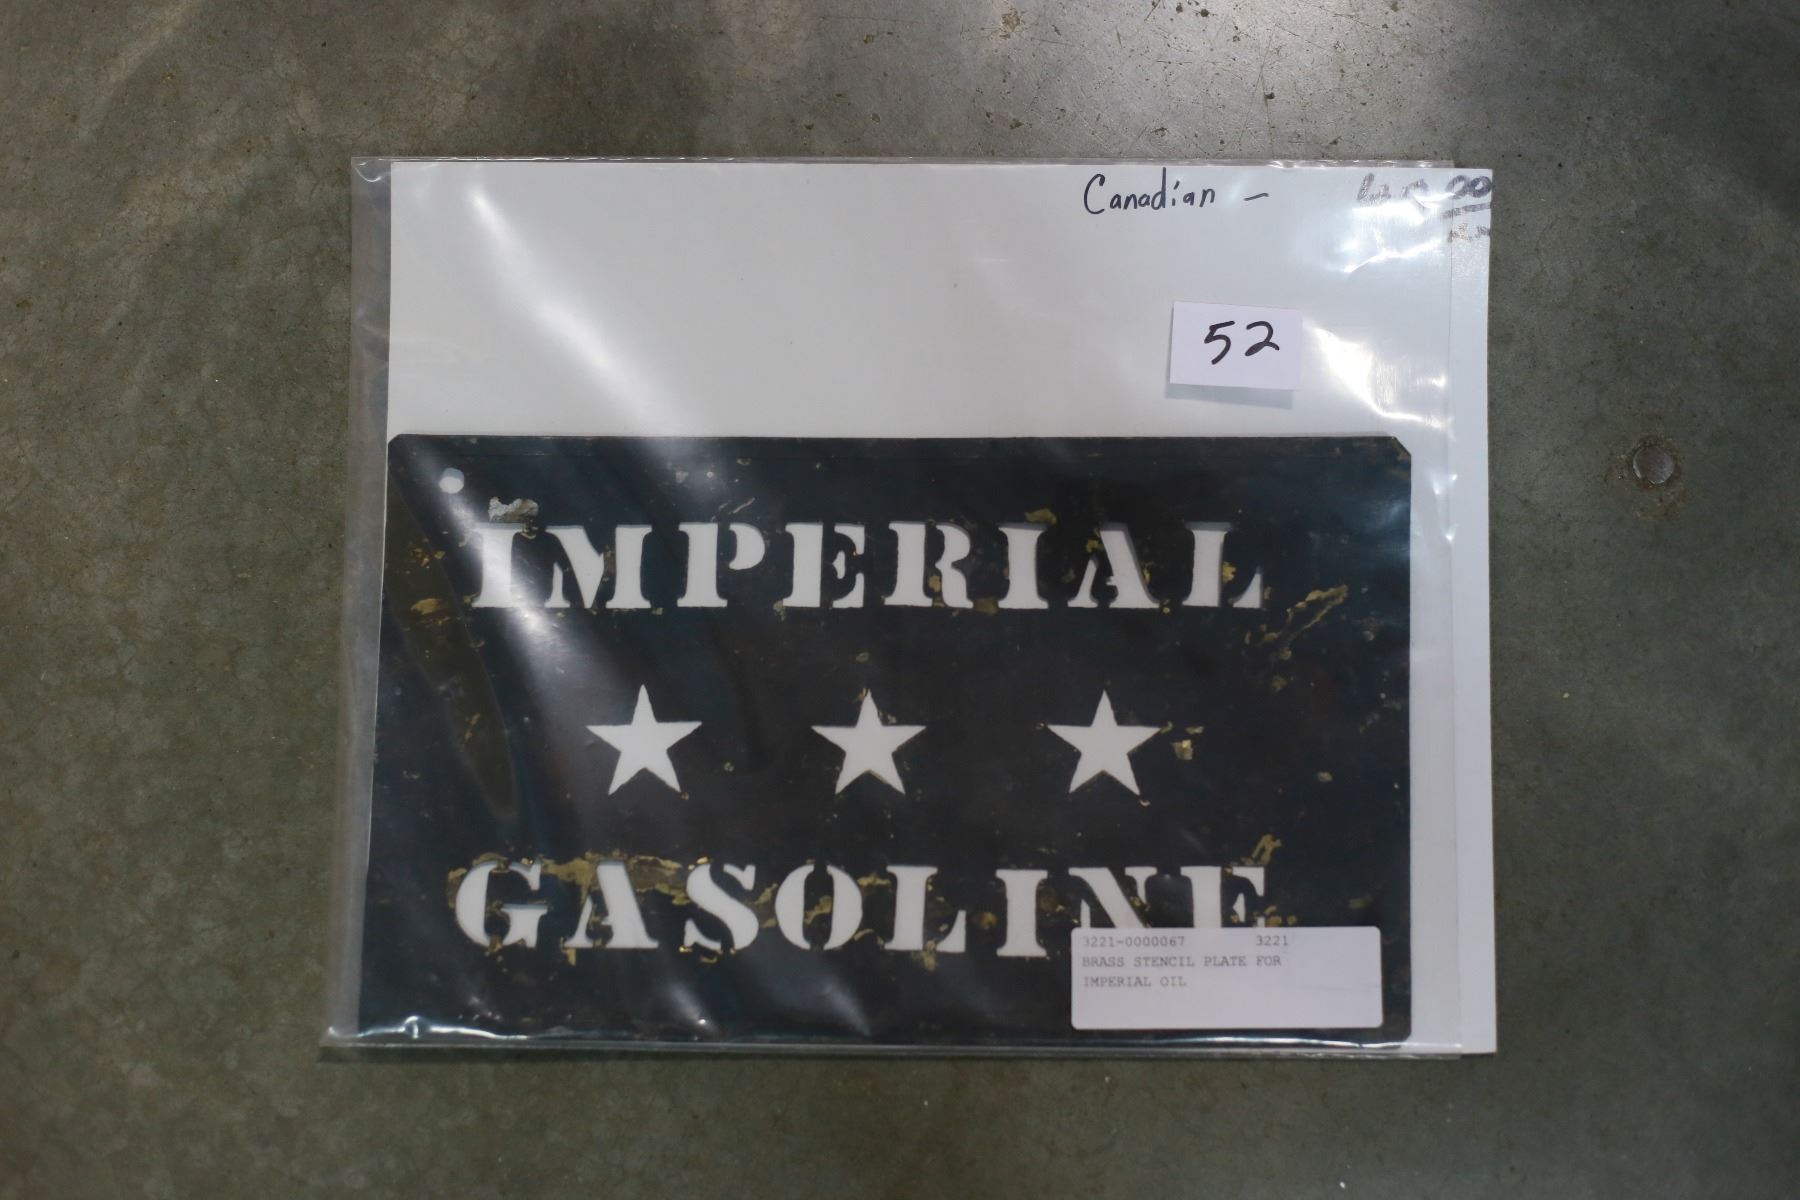 Canadian –
52
IMPERIAL
★ ★ ★
GASOLINE
3221-0000067 3221
BRASS STENCIL PLATE FOR
IMPERIAL OIL